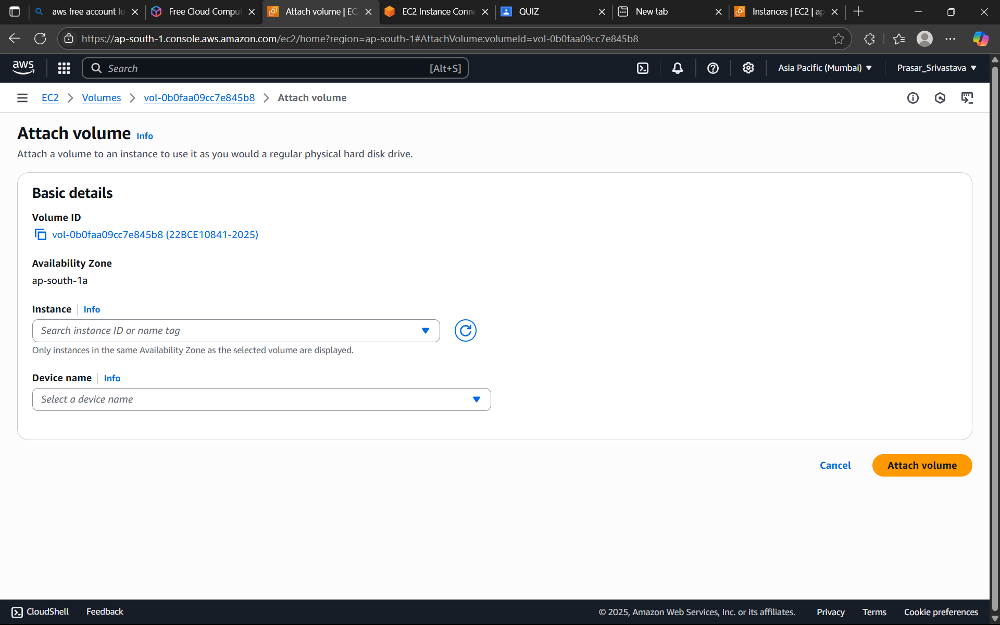 aws free account lo
Free Cloud Comput
Attach volume | EC
EC2 Instance Conne
QUIZ
New tab
Instances | EC2 | ap
https://ap-south-1.console.aws.amazon.com/ec2/home?region=ap-south-1#AttachVolume:volumeId=vol-0b0faa09cc7e845b8
aws
Search
[Alt+S]
Asia Pacific (Mumbai)
Prasar_Srivastava
EC2 > Volumes > vol-0b0faa09cc7e845b8 > Attach volume
Attach volume Info
Attach a volume to an instance to use it as you would a regular physical hard disk drive.
Basic details
Volume ID
vol-0b0faa09cc7e845b8 (22BCE10841-2025)
Availability Zone
ap-south-1a
Instance | Info
Search instance ID or name tag
Only instances in the same Availability Zone as the selected volume are displayed.
Device name | Info
Select a device name
Cancel
Attach volume
CloudShell
Feedback
© 2025, Amazon Web Services, Inc. or its affiliates.
Privacy
Terms
Cookie preferences